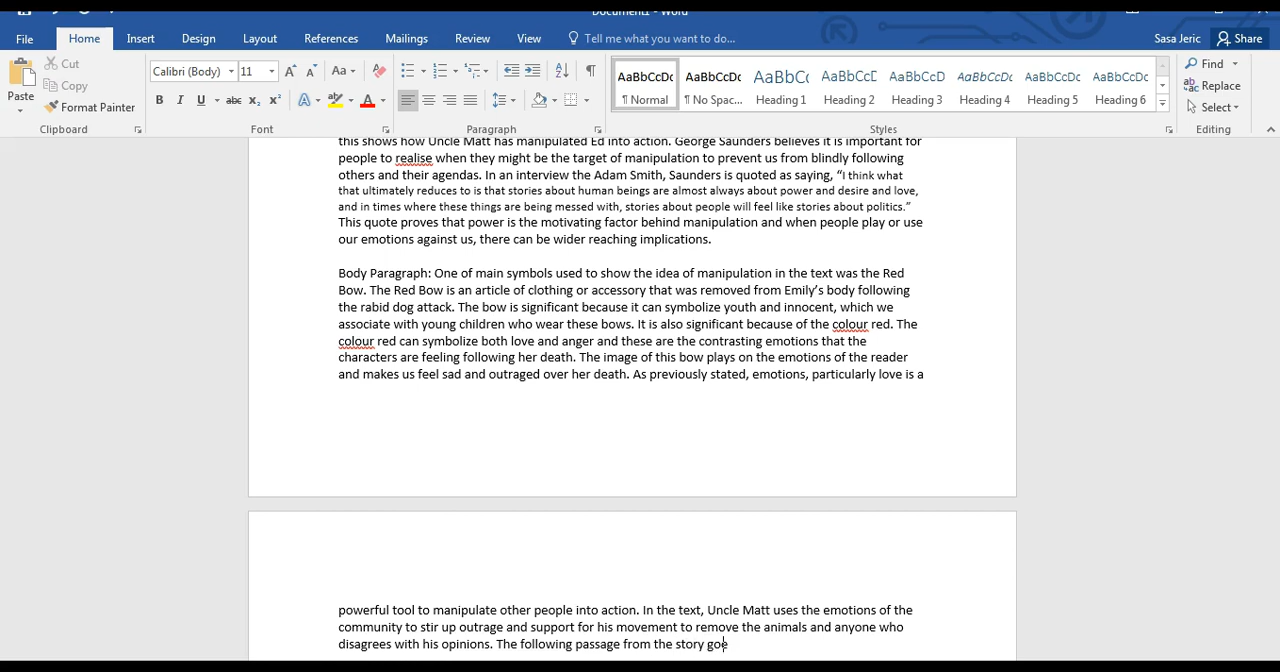 Document1 - Word
File Home Insert Design Layout References Mailings Review View Tell me what you want to do... Sasa Jeric Share
Cut
Copy
Format Painter
Paste
Clipboard
Calibri (Body) 11
Font
Paragraph
AaBbCcDc AaBbCcDc AaBbCc AaBbCcD AaBbCcDc AaBbCcDc AaBbCcDc AaBbCcDc
¶ Normal ¶ No Spac... Heading 1 Heading 2 Heading 3 Heading 4 Heading 5 Heading 6
Styles
Find
Replace
Select
Editing
this shows how Uncle Matt has manipulated Ed into action. George Saunders believes it is important for
people to realise when they might be the target of manipulation to prevent us from blindly following
others and their agendas. In an interview the Adam Smith, Saunders is quoted as saying, “I think what
that ultimately reduces to is that stories about human beings are almost always about power and desire and love,
and in times where these things are being messed with, stories about people will feel like stories about politics.”
This quote proves that power is the motivating factor behind manipulation and when people play or use
our emotions against us, there can be wider reaching implications.
Body Paragraph: One of main symbols used to show the idea of manipulation in the text was the Red
Bow. The Red Bow is an article of clothing or accessory that was removed from Emily’s body following
the rabid dog attack. The bow is significant because it can symbolize youth and innocent, which we
associate with young children who wear these bows. It is also significant because of the colour red. The
colour red can symbolize both love and anger and these are the contrasting emotions that the
characters are feeling following her death. The image of this bow plays on the emotions of the reader
and makes us feel sad and outraged over her death. As previously stated, emotions, particularly love is a
powerful tool to manipulate other people into action. In the text, Uncle Matt uses the emotions of the
community to stir up outrage and support for his movement to remove the animals and anyone who
disagrees with his opinions. The following passage from the story goe